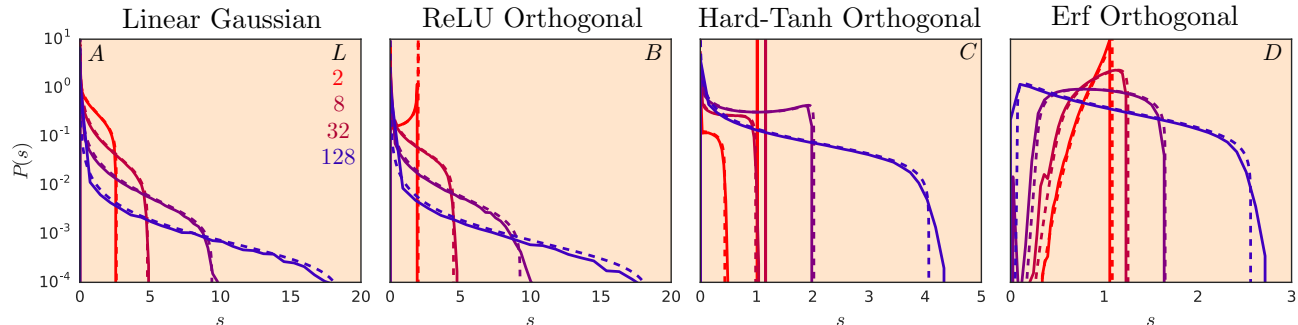 Linear Gaussian
ReLU Orthogonal
Hard-Tanh Orthogonal
Erf Orthogonal
A
L
2
8
32
128
B
C
D
P(s)
10^1
10^0
10^-1
10^-2
10^-3
10^-4
0 5 10 15 20
0 5 10 15 20
0 1 2 3 4 5
0 1 2 3
s
s
s
s